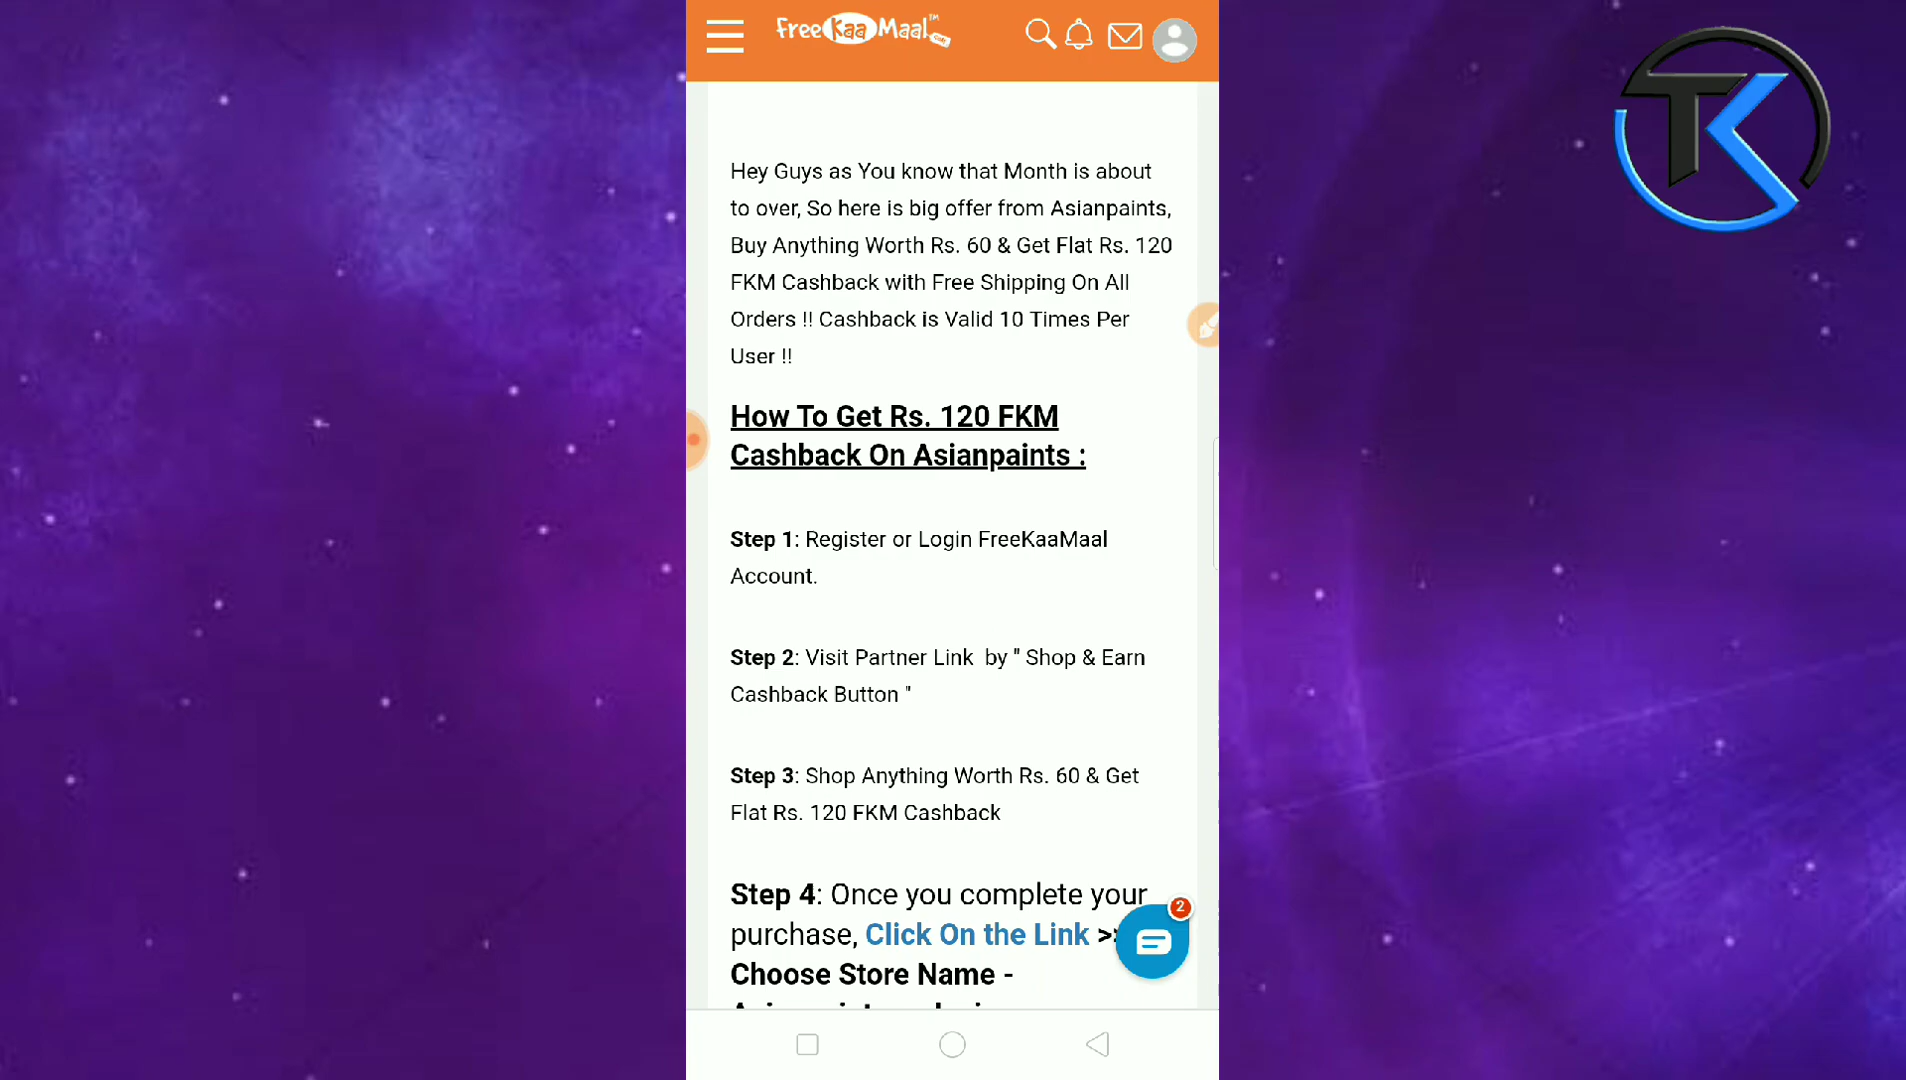 free Kaa Maal™
TK
Hey Guys as You know that Month is about
to over, So here is big offer from Asianpaints,
Buy Anything Worth Rs. 60 & Get Flat Rs. 120
FKM Cashback with Free Shipping On All
Orders !! Cashback is Valid 10 Times Per
User !!
How To Get Rs. 120 FKM
Cashback On Asianpaints :
Step 1: Register or Login FreeKaaMaal
Account.
Step 2: Visit Partner Link by " Shop & Earn
Cashback Button "
Step 3: Shop Anything Worth Rs. 60 & Get
Flat Rs. 120 FKM Cashback
Step 4: Once you complete your
purchase, Click On the Link >
2
Choose Store Name -